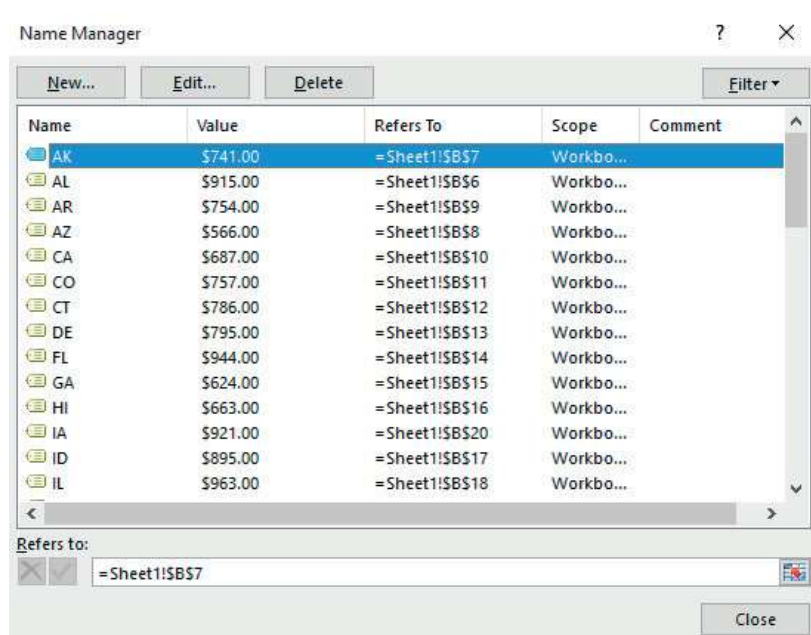 Name Manager ? ×
New... Edit... Delete Filter
Name Value Refers To Scope Comment
AK $741.00 =Sheet1!$B$7 Workbo...
AL $915.00 =Sheet1!$B$6 Workbo...
AR $754.00 =Sheet1!$B$9 Workbo...
AZ $566.00 =Sheet1!$B$8 Workbo...
CA $687.00 =Sheet1!$B$10 Workbo...
CO $757.00 =Sheet1!$B$11 Workbo...
CT $786.00 =Sheet1!$B$12 Workbo...
DE $795.00 =Sheet1!$B$13 Workbo...
FL $944.00 =Sheet1!$B$14 Workbo...
GA $624.00 =Sheet1!$B$15 Workbo...
HI $663.00 =Sheet1!$B$16 Workbo...
IA $921.00 =Sheet1!$B$20 Workbo...
ID $895.00 =Sheet1!$B$17 Workbo...
IL $963.00 =Sheet1!$B$18 Workbo...
Refers to:
=Sheet1!$B$7
Close